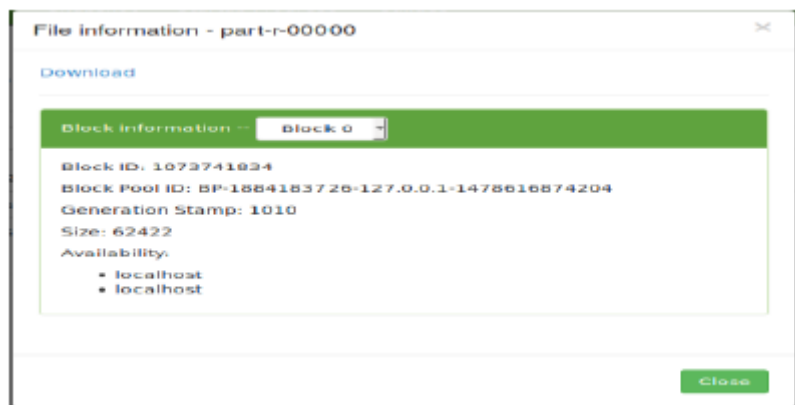 File information - part-r-00000
×
Download
Block information -- Block 0
Block ID: 1073741834
Block Pool ID: BP-1884183726-127.0.0.1-1478616874204
Generation Stamp: 1010
Size: 62422
Availability:
• localhost
• localhost
Close